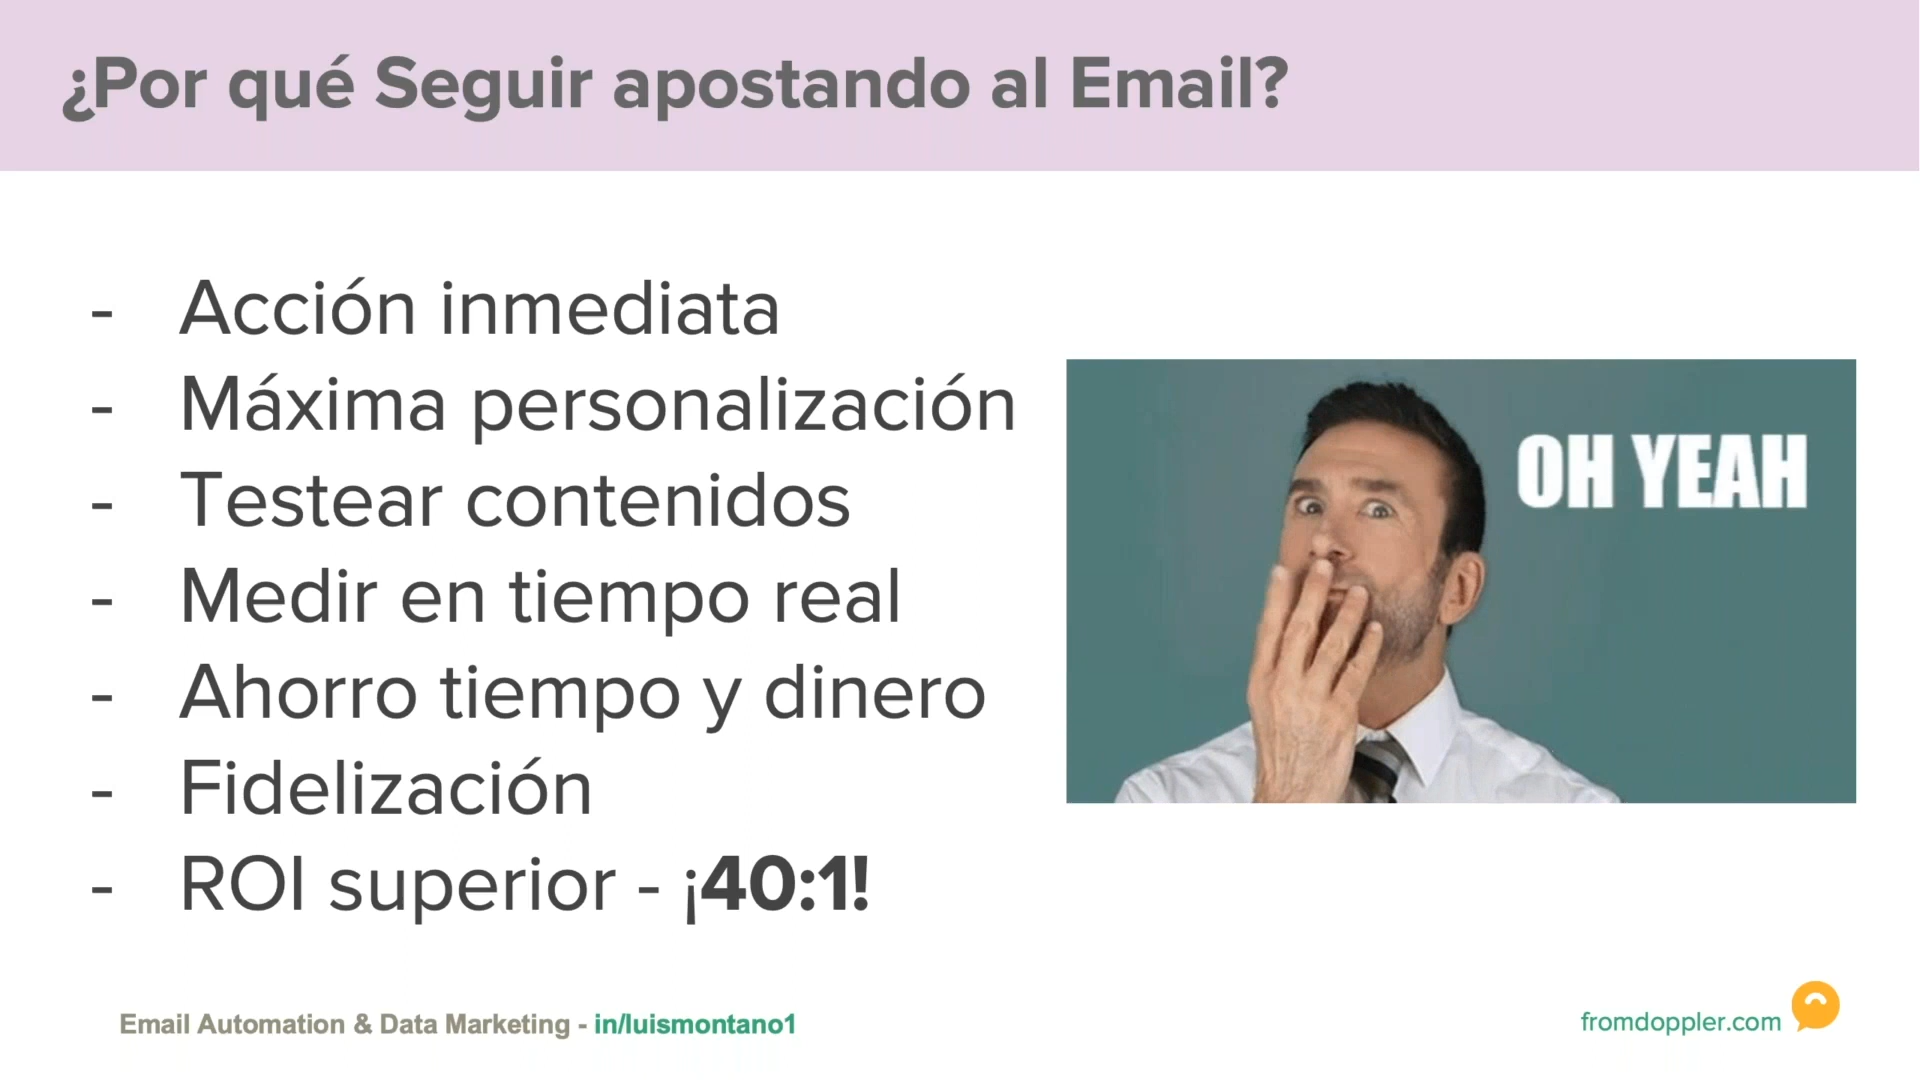 ¿Por qué Seguir apostando al Email?
- Acción inmediata
- Máxima personalización
- Testear contenidos
- Medir en tiempo real
- Ahorro tiempo y dinero
- Fidelización
- ROI superior - ¡40:1!
OH YEAH
Email Automation & Data Marketing - in/luismontano1
fromdoppler.com